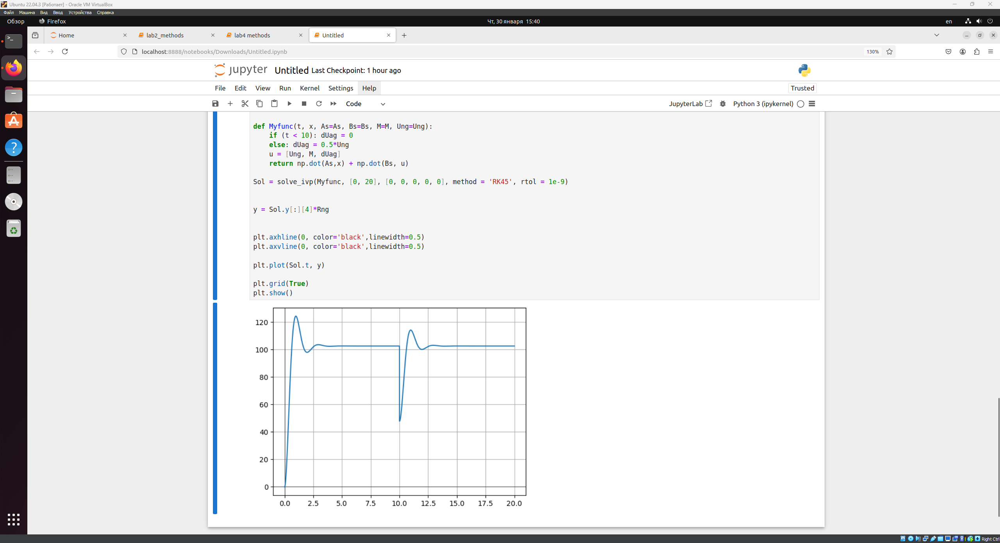 Ubuntu 22.04.3 [Работает] - Oracle VM VirtualBox
Файл Машина Вид Ввод Устройства Справка
Обзор Firefox Чт, 30 января 15:40 en
Home lab2_methods lab4 methods Untitled
localhost:8888/notebooks/Downloads/Untitled.ipynb 130%
jupyter Untitled Last Checkpoint: 1 hour ago
File Edit View Run Kernel Settings Help Trusted
Code JupyterLab Python 3 (ipykernel)
def Myfunc(t, x, As=As, Bs=Bs, M=M, Ung=Ung):
    if (t < 10): dUag = 0
    else: dUag = 0.5*Ung
    u = [Ung, M, dUag]
    return np.dot(As,x) + np.dot(Bs, u)
Sol = solve_ivp(Myfunc, [0, 20], [0, 0, 0, 0, 0], method = 'RK45', rtol = 1e-9)
y = Sol.y[:][4]*Rng
plt.axhline(0, color='black',linewidth=0.5)
plt.axvline(0, color='black',linewidth=0.5)
plt.plot(Sol.t, y)
plt.grid(True)
plt.show()
120
100
80
60
40
20
0
0.0 2.5 5.0 7.5 10.0 12.5 15.0 17.5 20.0
Right Ctrl